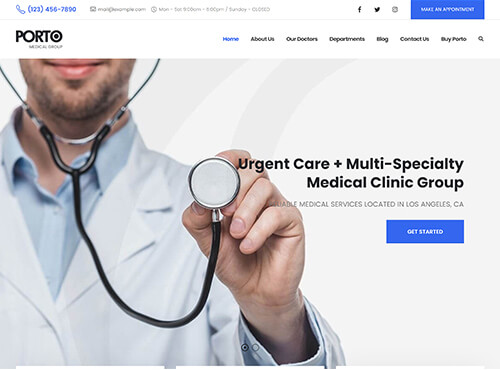 (123) 456-7890
mail@example.com
Mon - Sat 9:00am - 6:00pm / Sunday - CLOSED
MAKE AN APPOINTMENT
PORTO
MEDICAL GROUP
Home
About Us
Our Doctors
Departments
Blog
Contact Us
Buy Porto
Urgent Care + Multi-Specialty
Medical Clinic Group
MEDICAL SERVICES LOCATED IN LOS ANGELES, CA
GET STARTED